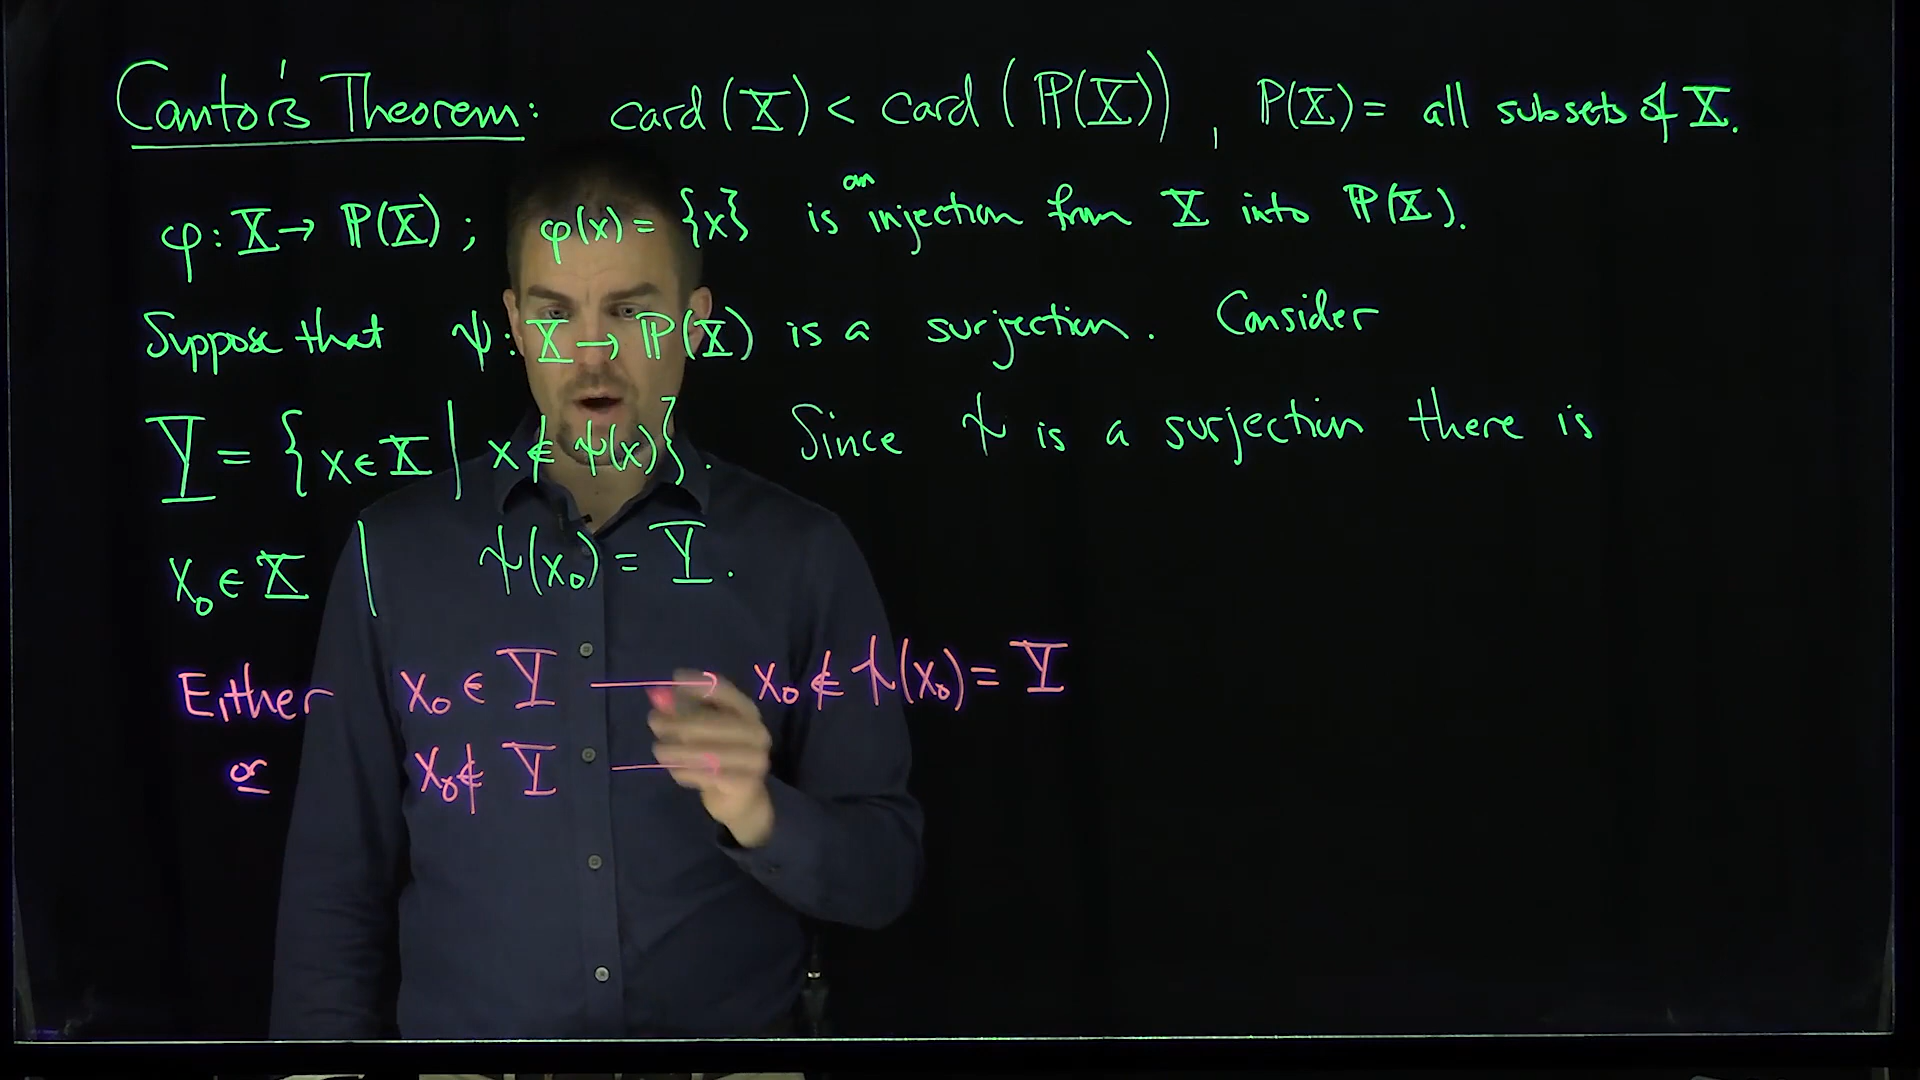 Cantor's Theorem: card(X) < card(ℙ(X)), ℙ(X) = all subsets of X.
φ: X → ℙ(X); φ(x) = {x} is an injection from X into ℙ(X).
Suppose that ψ: X → ℙ(X) is a surjection. Consider
Y = {x ∈ X | x ∉ ψ(x)}. Since ψ is a surjection there is
x₀ ∈ X | ψ(x₀) = Y.
Either x₀ ∈ Y → x₀ ∉ ψ(x₀) = Y
or x₀ ∉ Y →